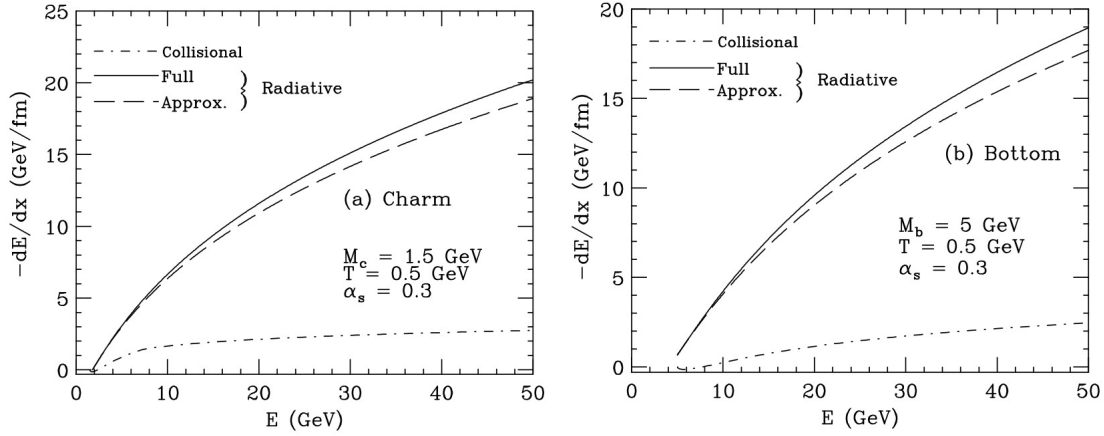 25
20
15
10
5
0
−dE/dx (GeV/fm)
Collisional
Full
Approx.
} Radiative
(a) Charm
M_c = 1.5 GeV
T = 0.5 GeV
α_s = 0.3
0 10 20 30 40 50
E (GeV)
20
15
10
5
0
−dE/dx (GeV/fm)
Collisional
Full
Approx.
} Radiative
(b) Bottom
M_b = 5 GeV
T = 0.5 GeV
α_s = 0.3
0 10 20 30 40 50
E (GeV)